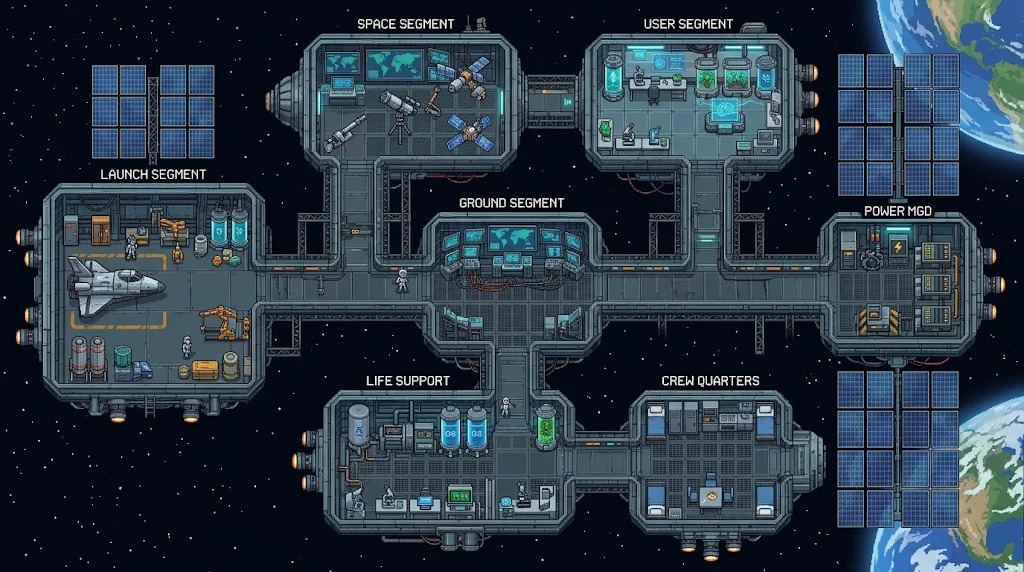 SPACE SEGMENT
USER SEGMENT
LAUNCH SEGMENT
GROUND SEGMENT
POWER MGD
LIFE SUPPORT
CREW QUARTERS